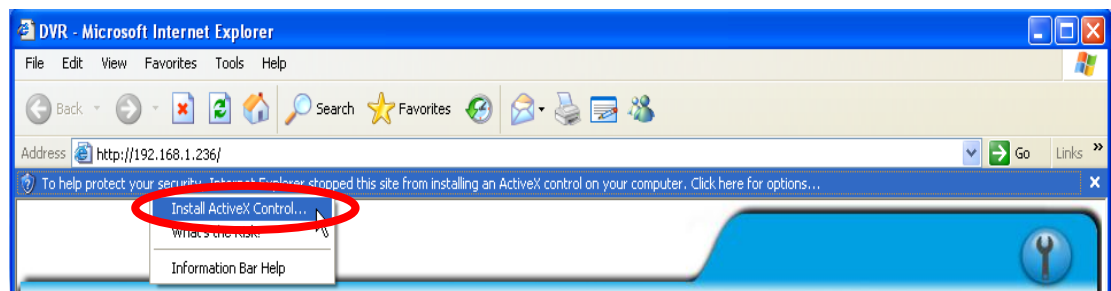 DVR - Microsoft Internet Explorer
File Edit View Favorites Tools Help
Back Search Favorites
Address http://192.168.1.236/ Go Links »
To help protect your security, Internet Explorer stopped this site from installing an ActiveX control on your computer. Click here for options...
Install ActiveX Control...
What's the Risk?
Information Bar Help